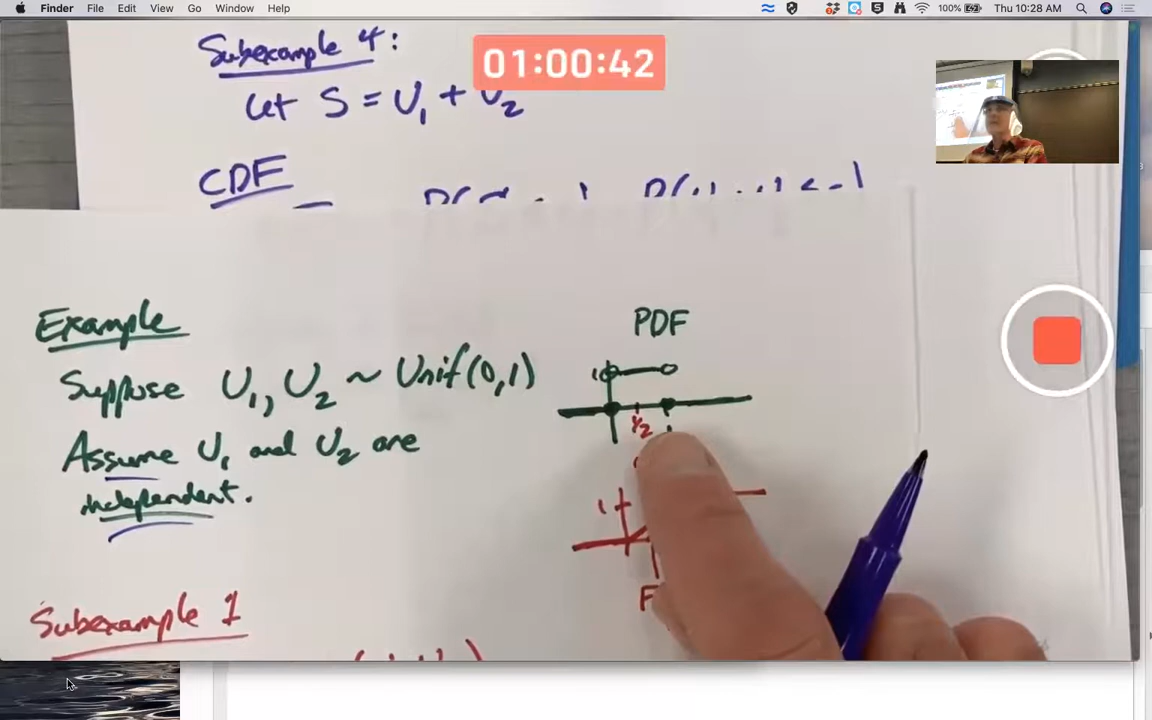 Finder File Edit View Go Window Help
100% Thu 10:28 AM
01:00:42
Subexample 4:
Let S = U₁ + U₂
CDF
Example
PDF
Suppose U₁, U₂ ~ Unif(0,1)
1
1/2
Assume U₁ and U₂ are
independent.
1
F
Subexample 1